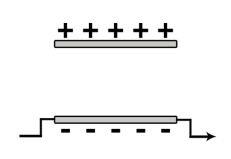 + + + + +
- - - - -